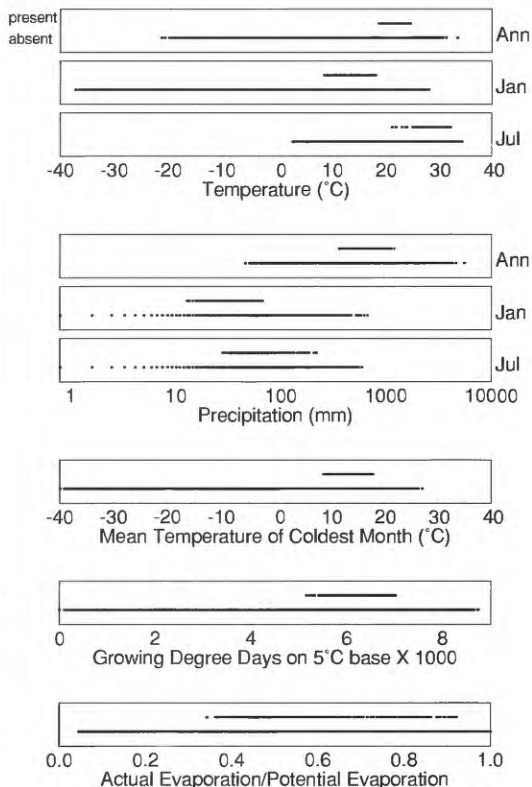 present
absent
Ann
Jan
Jul
-40 -30 -20 -10 0 10 20 30 40
Temperature (°C)
Ann
Jan
Jul
1 10 100 1000 10000
Precipitation (mm)
-40 -30 -20 -10 0 10 20 30 40
Mean Temperature of Coldest Month (°C)
0 2 4 6 8
Growing Degree Days on 5°C base X 1000
0.0 0.2 0.4 0.6 0.8 1.0
Actual Evaporation/Potential Evaporation